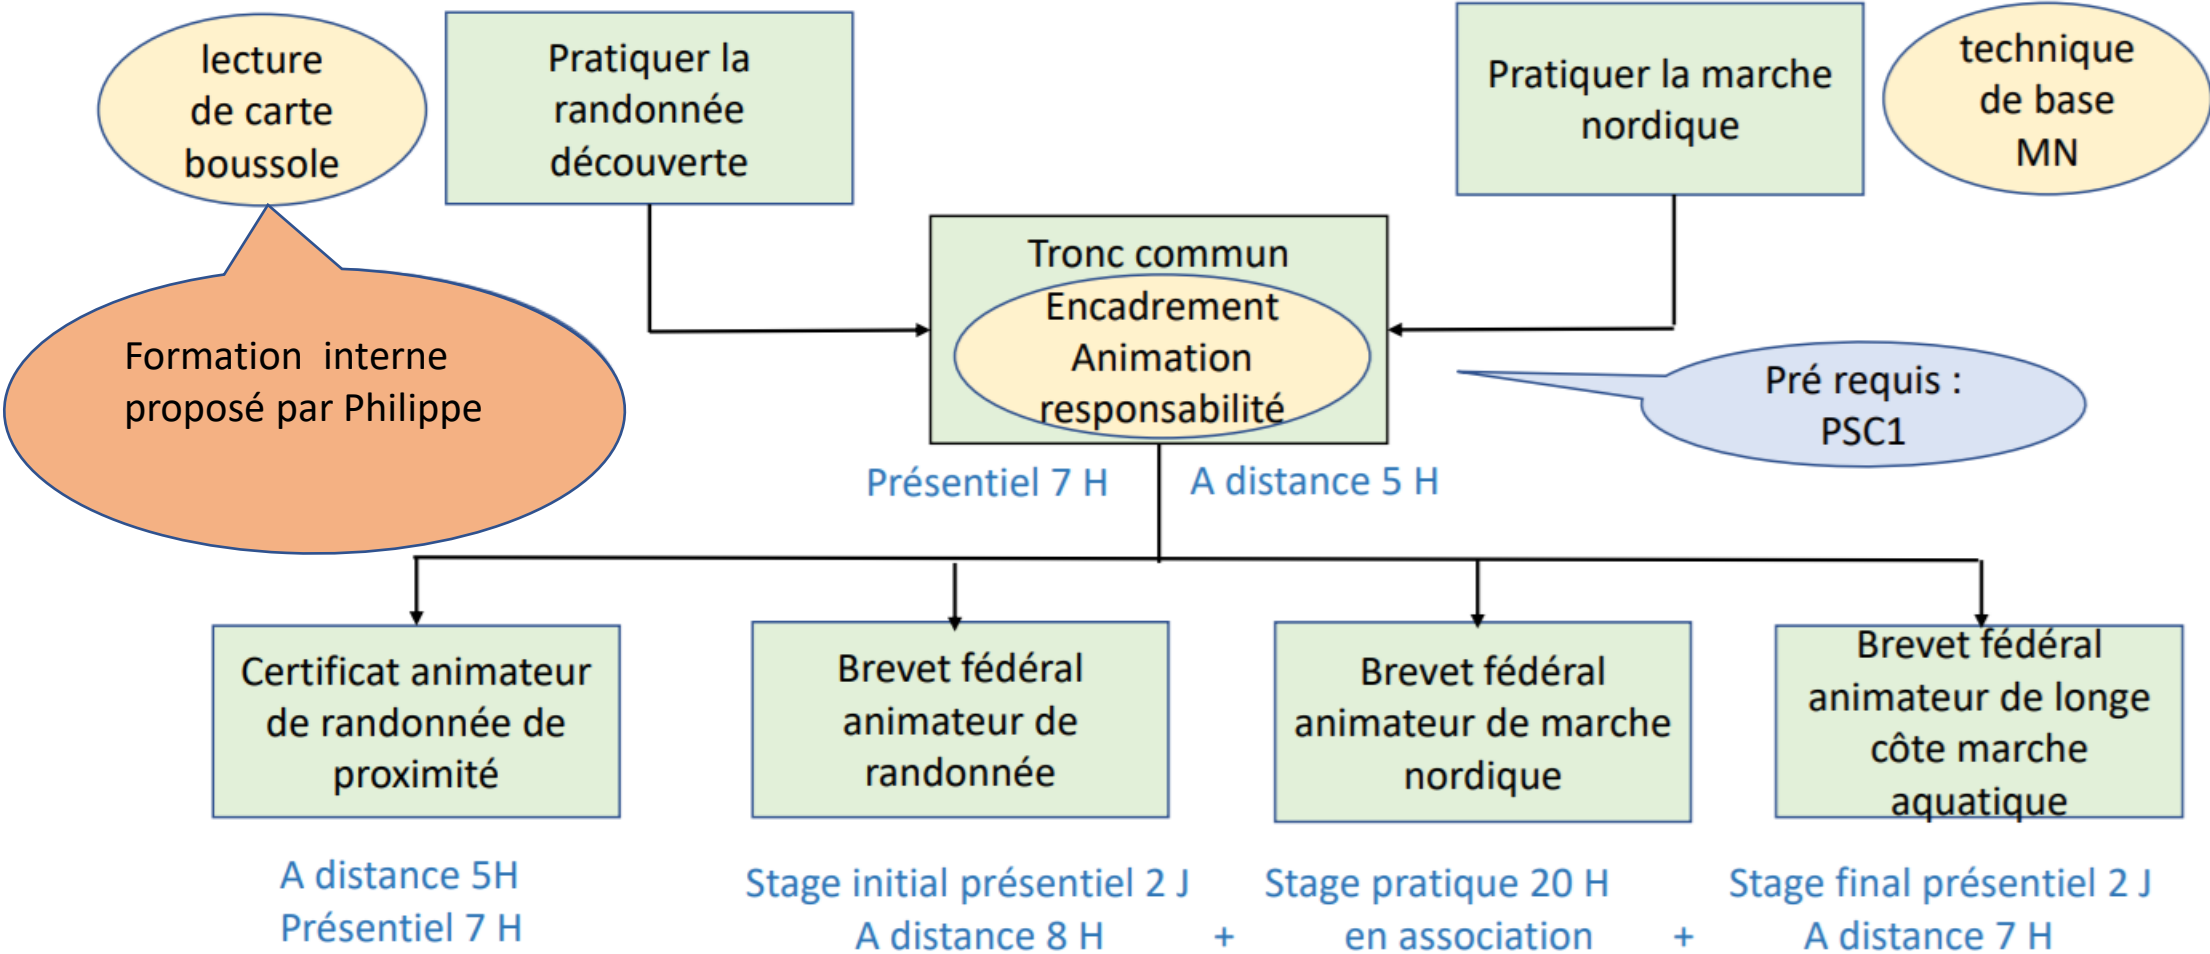 lecture
de carte
boussole
Pratiquer la
randonnée
découverte
Pratiquer la marche
nordique
technique
de base
MN
Tronc commun
Encadrement
Animation
responsabilité
Formation  interne
proposé par Philippe
Pré requis :
PSC1
Présentiel 7 H
A distance 5 H
Certificat animateur
de randonnée de
proximité
Brevet fédéral
animateur de
randonnée
Brevet fédéral
animateur de marche
nordique
Brevet fédéral
animateur de longe
côte marche
aquatique
A distance 5H
Présentiel 7 H
Stage initial présentiel 2 J
A distance 8 H
+
Stage pratique 20 H
en association
+
Stage final présentiel 2 J
A distance 7 H